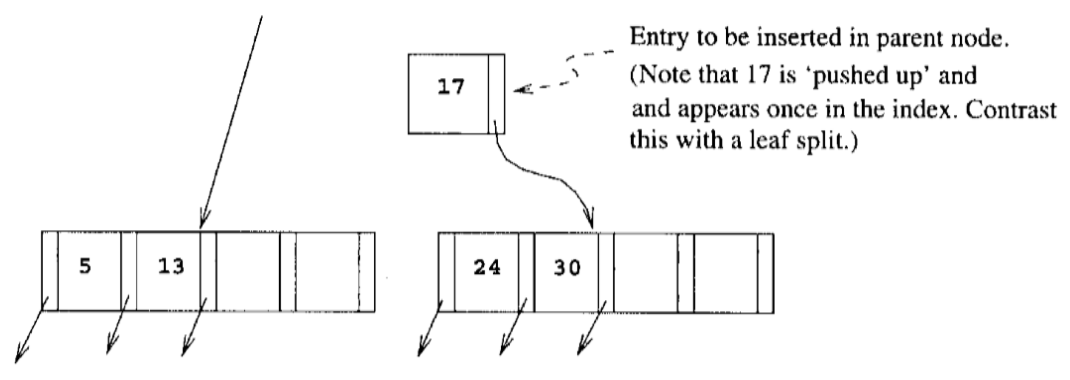 Entry to be inserted in parent node.
17
(Note that 17 is ‘pushed up’ and
and appears once in the index. Contrast
this with a leaf split.)
5 13
24 30